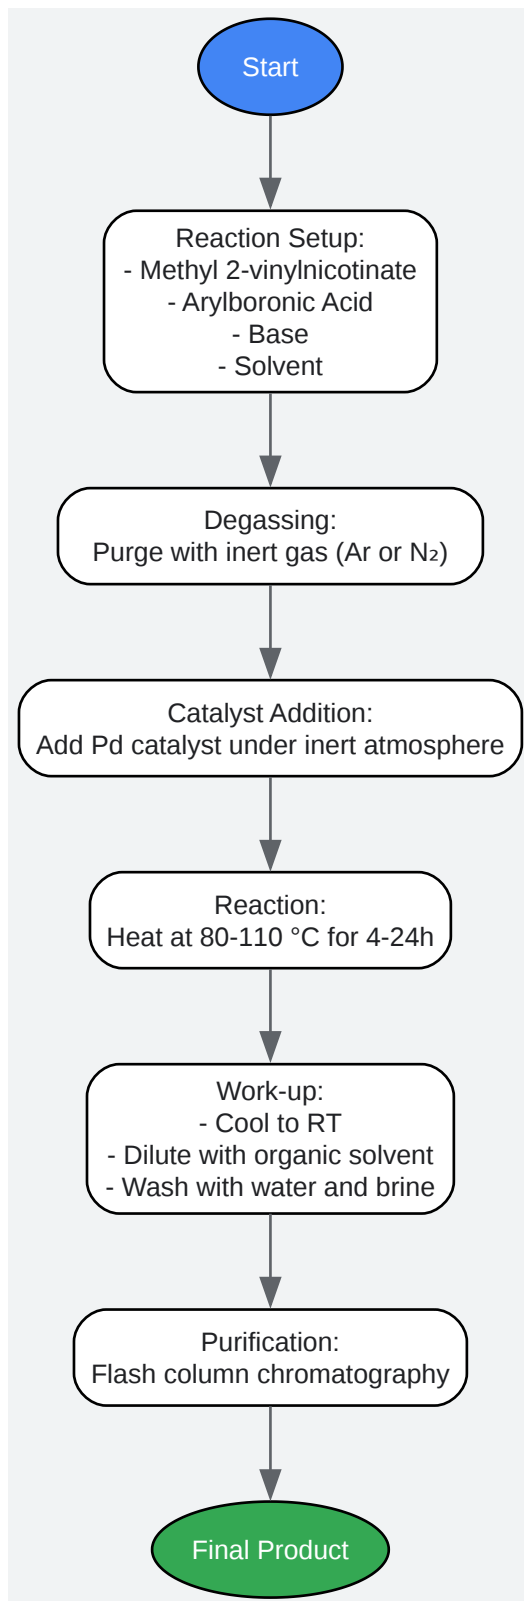 Start
Reaction Setup:
- Methyl 2-vinylnicotinate
- Arylboronic Acid
- Base
- Solvent
Degassing:
Purge with inert gas (Ar or N₂)
Catalyst Addition:
Add Pd catalyst under inert atmosphere
Reaction:
Heat at 80-110 °C for 4-24h
Work-up:
- Cool to RT
- Dilute with organic solvent
- Wash with water and brine
Purification:
Flash column chromatography
Final Product